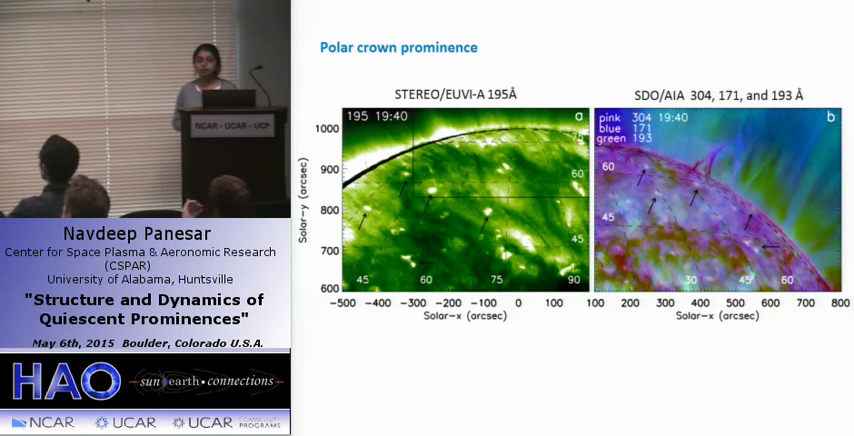 NCAR • UCAR • UCP
Navdeep Panesar
Center for Space Plasma & Aeronomic Research
(CSPAR)
University of Alabama, Huntsville
"Structure and Dynamics of
Quiescent Prominences"
May 6th, 2015 Boulder, Colorado U.S.A.
HAO
sun earth • connections
NCAR UCAR UCAR COMMUNITY
PROGRAMS
Polar crown prominence
STEREO/EUVI-A 195Å
SDO/AIA 304, 171, and 193 Å
195 19:40
a
75
60
45
45 60 75 90
1000
900
800
700
600
Solar-y (arcsec)
-500 -400 -300 -200 -100 0 100
Solar-x (arcsec)
pink 304 19:40
blue 171
green 193
b
60
45
30 45 60
100 200 300 400 500 600 700 800
Solar-x (arcsec)